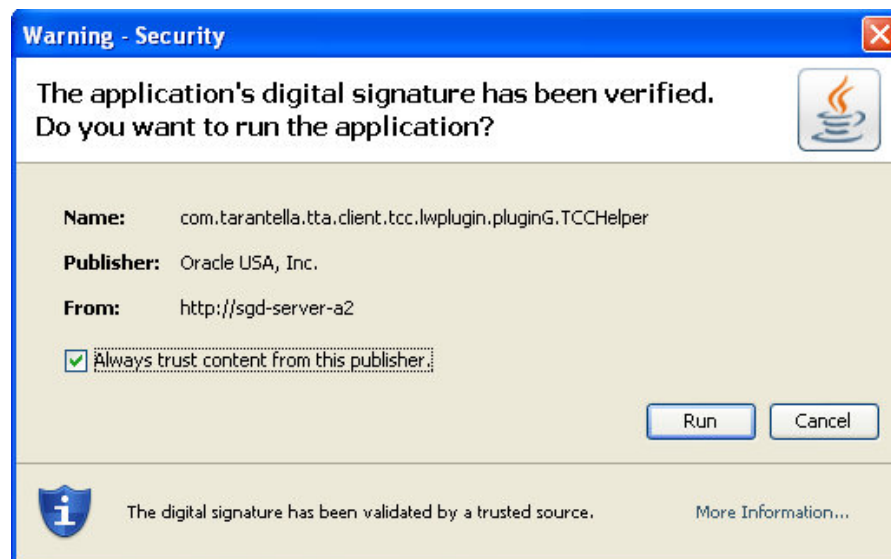 Warning - Security
The application's digital signature has been verified.
Do you want to run the application?
Name: com.tarantella.tta.client.tcc.lwplugin.pluginG.TCCHelper
Publisher: Oracle USA, Inc.
From: http://sgd-server-a2
Always trust content from this publisher.
Run Cancel
The digital signature has been validated by a trusted source. More Information...